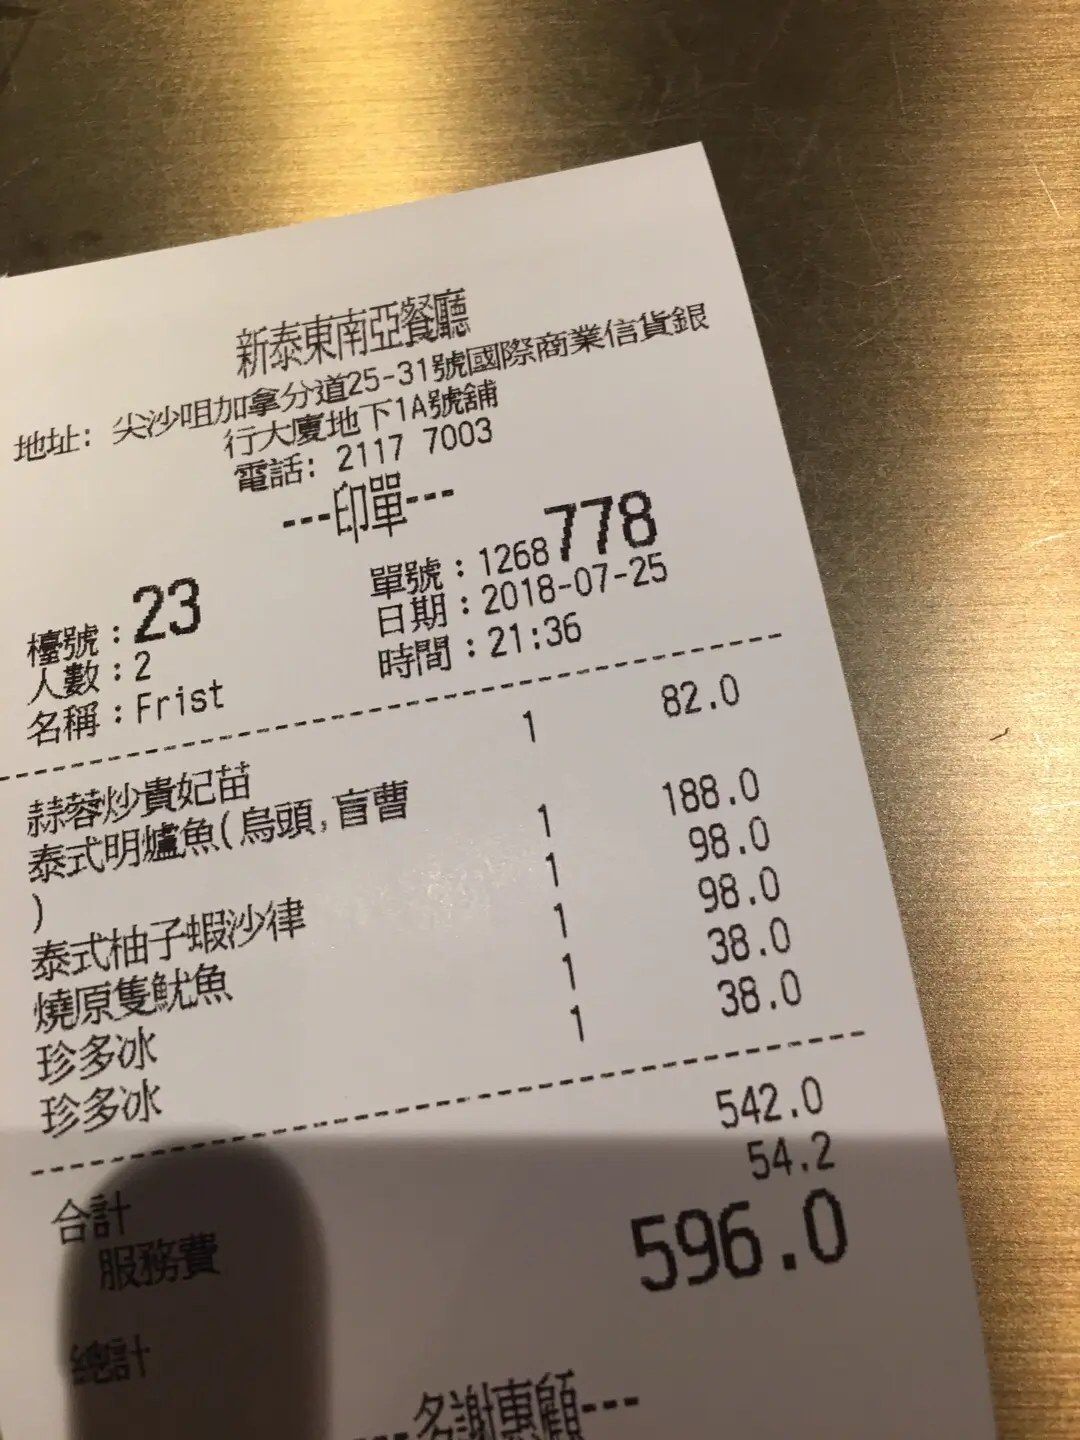 新泰東南亞餐廳
地址: 尖沙咀加拿分道25-31號國際商業信貨銀
行大廈地下1A號舖
電話: 2117 7003
---印單---
檯號:23 單號:1268778
人數:2 日期:2018-07-25
名稱:Frist 時間:21:36
蒜蓉炒貴妃苗 1 82.0
泰式明爐魚(烏頭,盲曹 1 188.0
)
泰式柚子蝦沙律 1 98.0
燒原隻魷魚 1 98.0
珍多冰 1 38.0
珍多冰 1 38.0
合計 542.0
服務費 54.2
總計 596.0
---多謝惠顧---